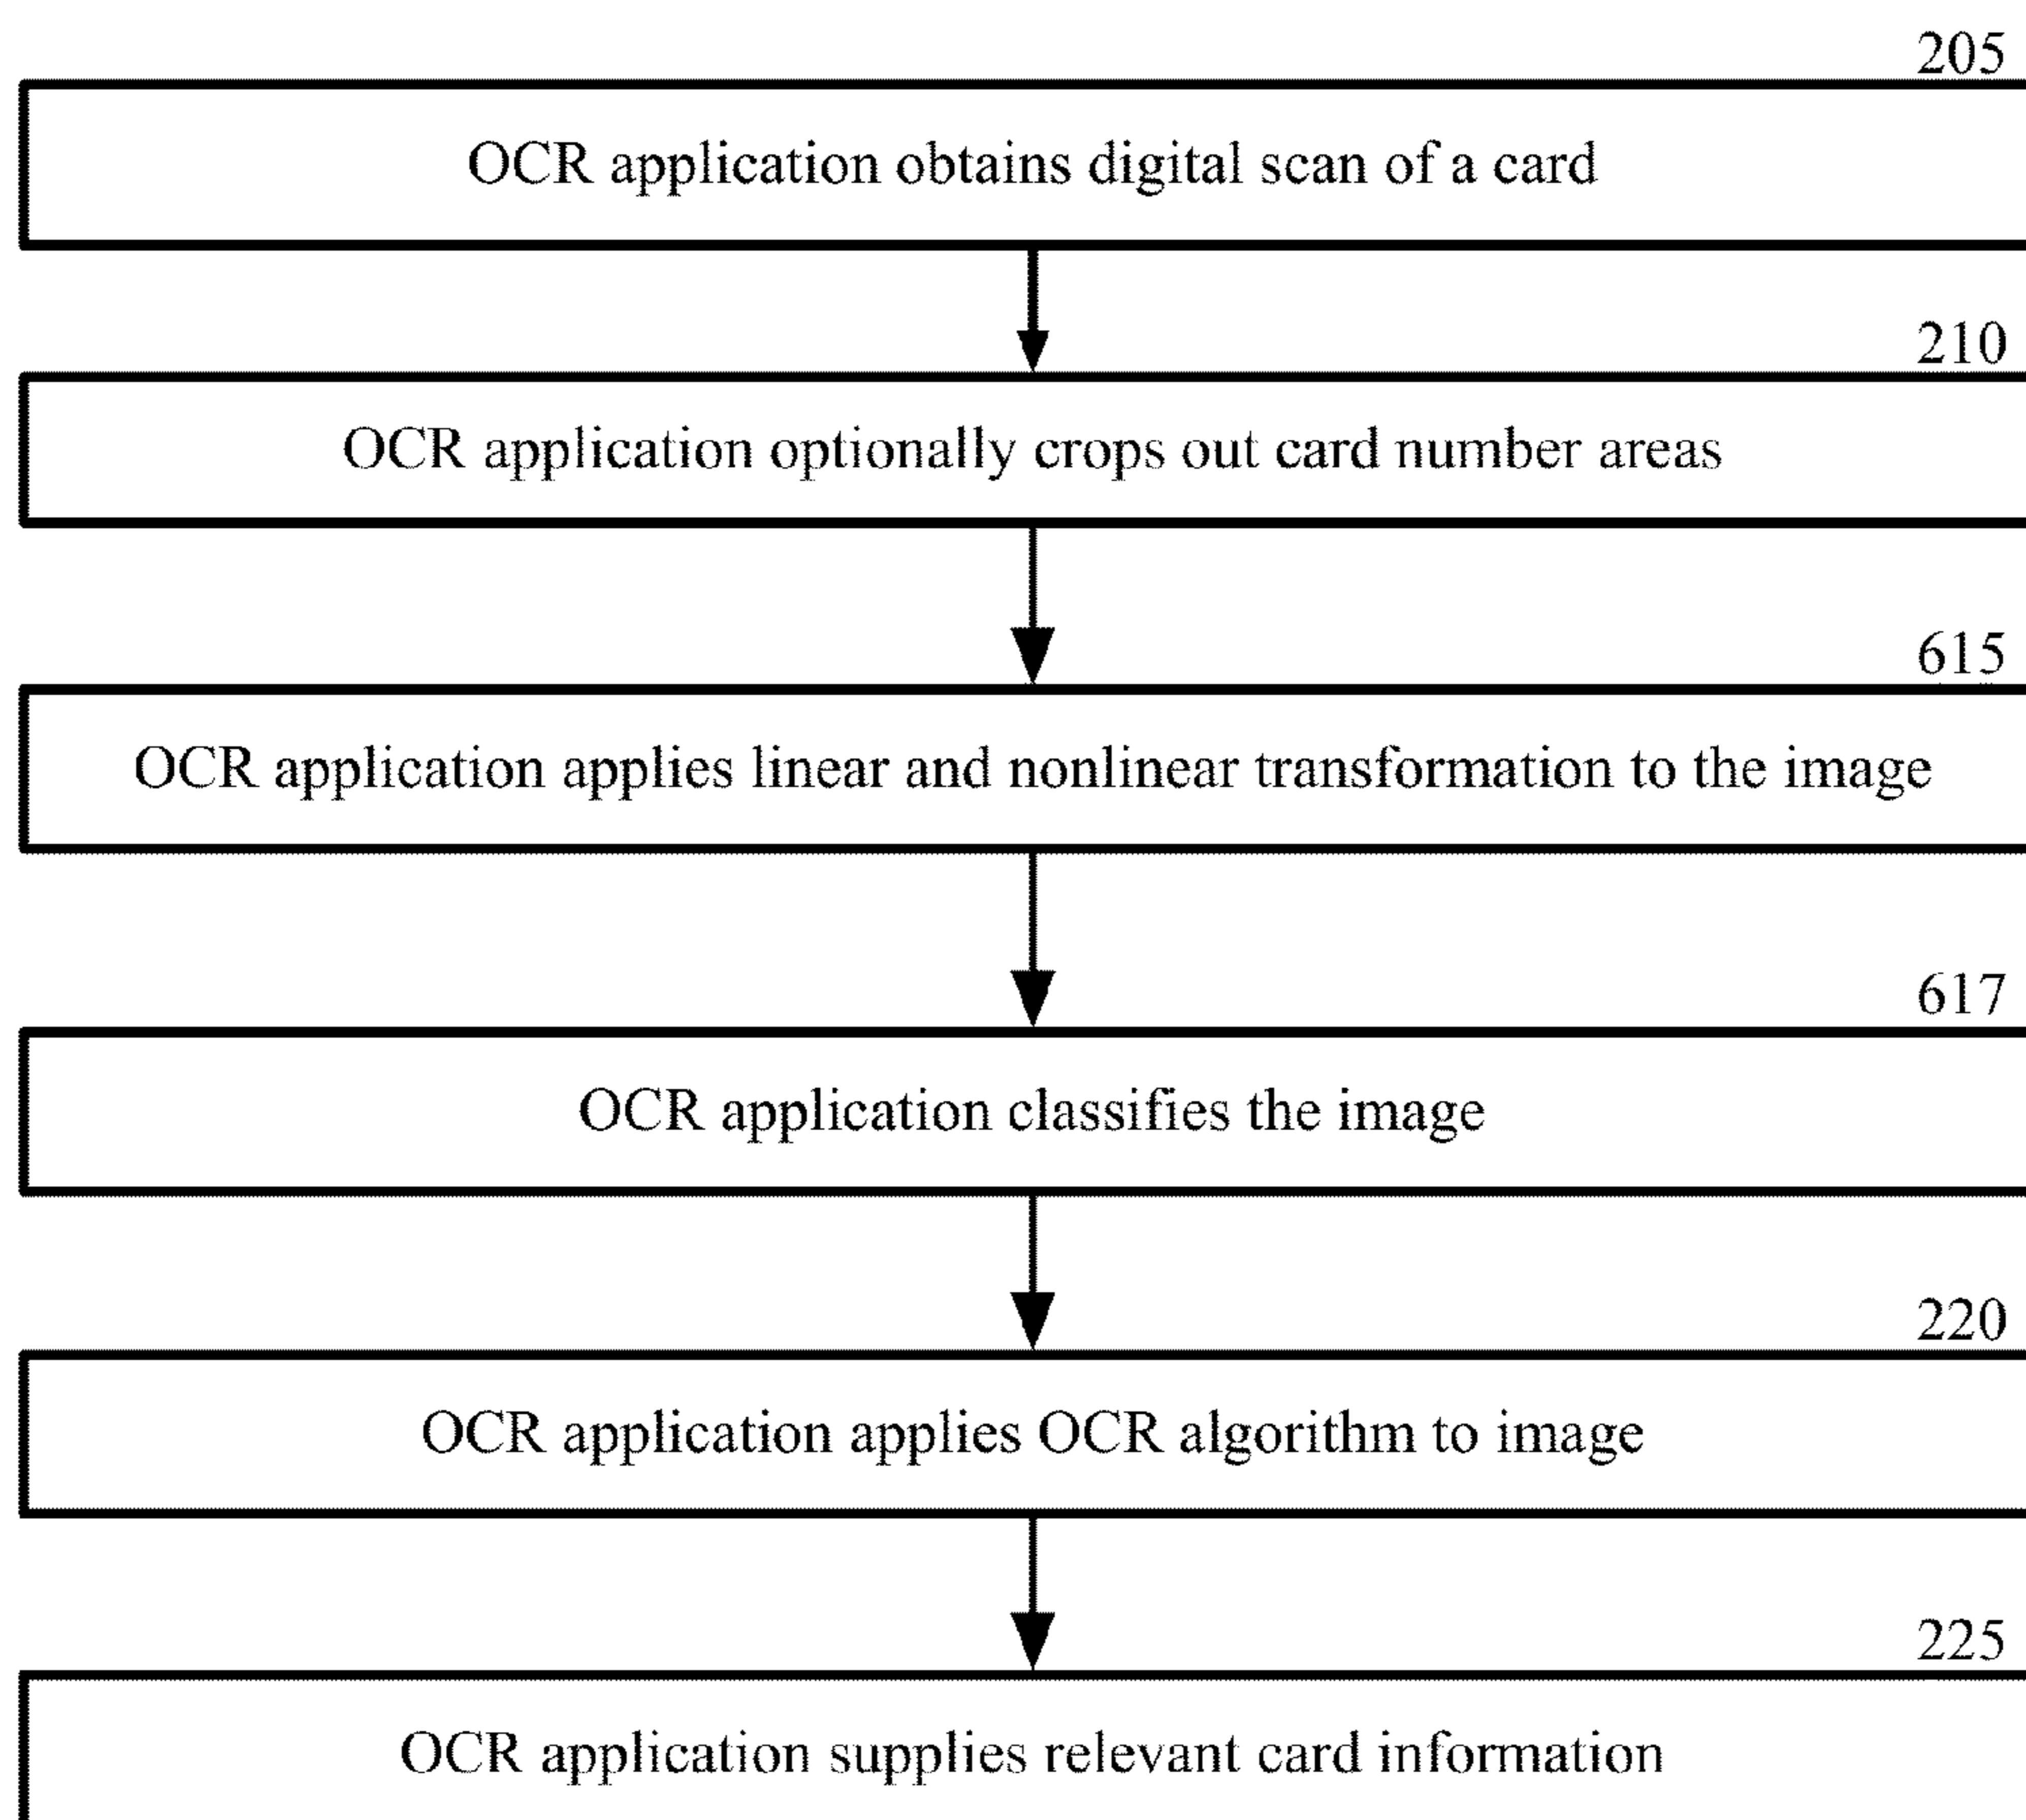 205
OCR application obtains digital scan of a card
210
OCR application optionally crops out card number areas
615
OCR application applies linear and nonlinear transformation to the image
617
OCR application classifies the image
220
OCR application applies OCR algorithm to image
225
OCR application supplies relevant card information